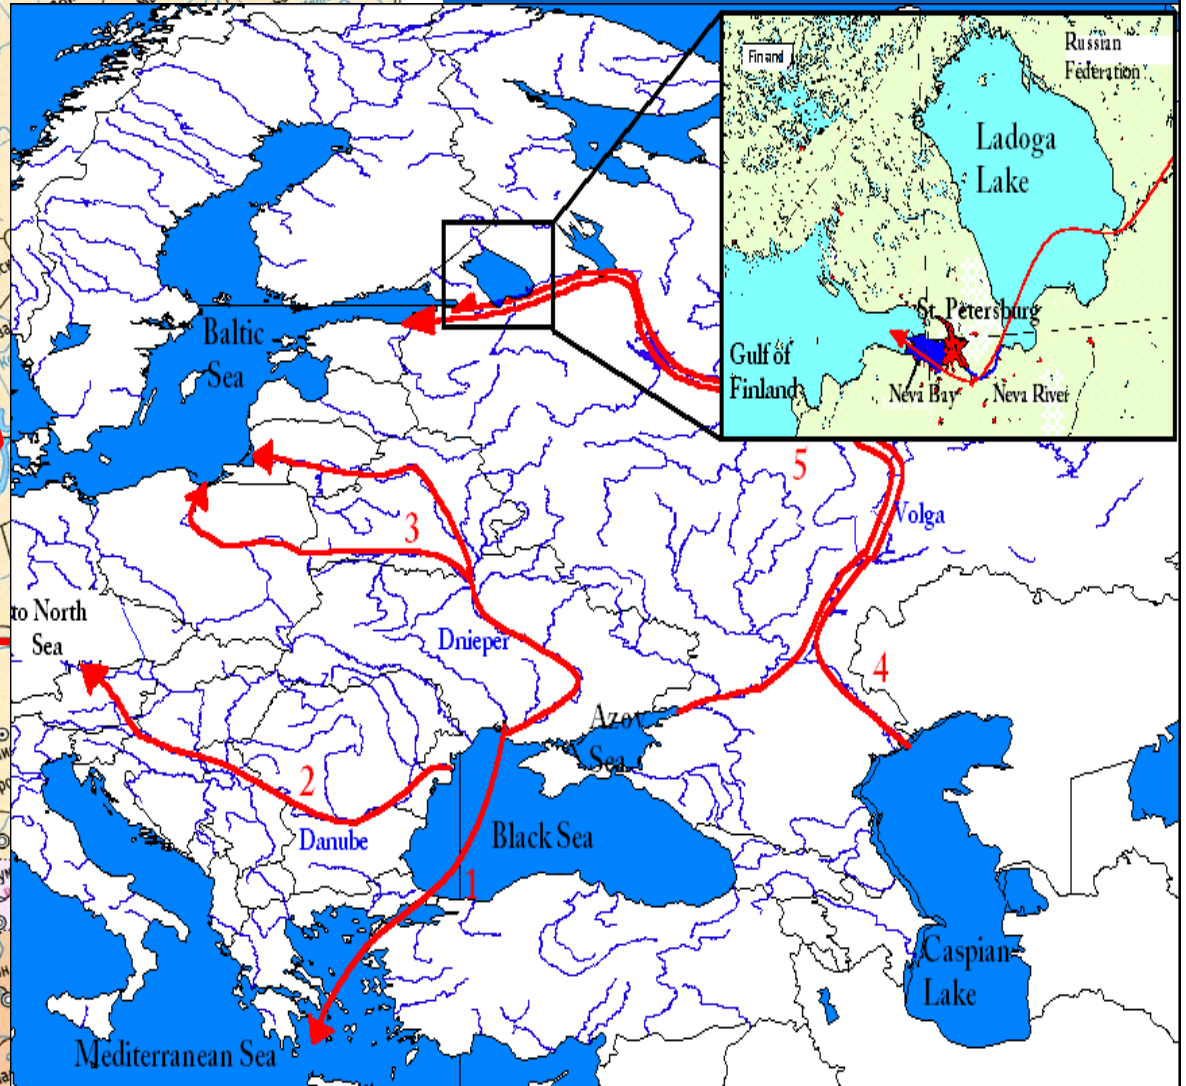 Finland
Russian
Federation
Ladoga
Lake
St. Petersburg
Gulf of
Finland
Neva Bay
Neva River
Baltic
Sea
5
Volga
3
to North
Sea
Dnieper
4
Azov
Sea
2
Danube
Black Sea
1
Caspian
Lake
Mediterranean Sea